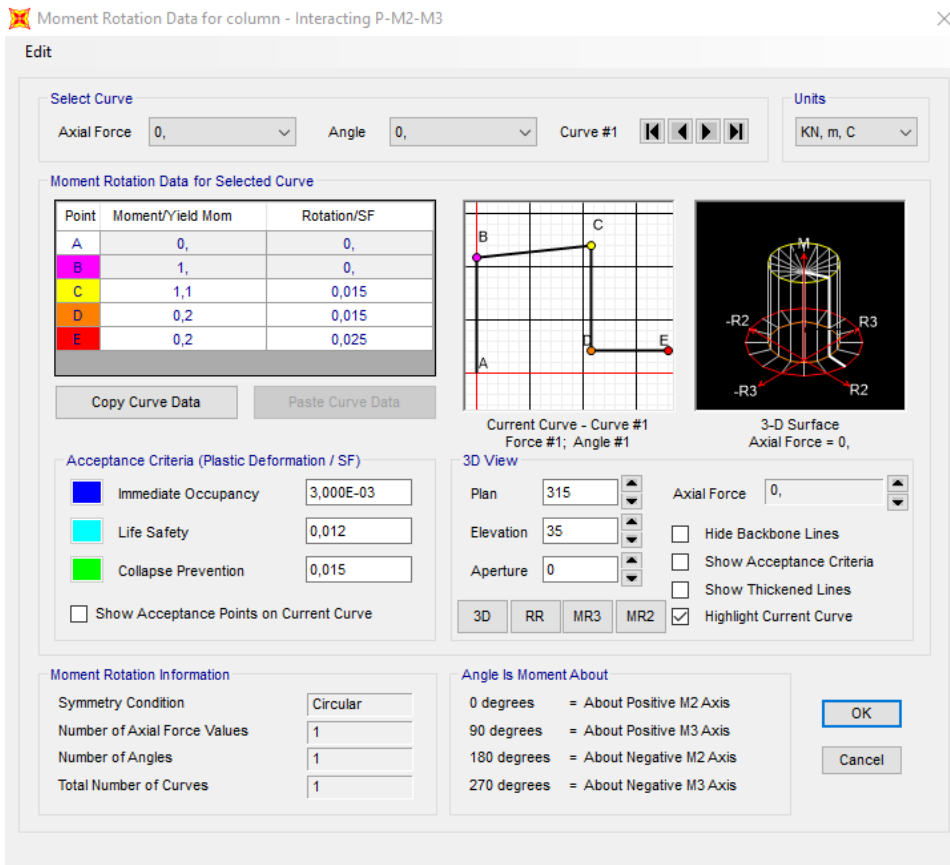 Moment Rotation Data for column - Interacting P-M2-M3
Edit
Select Curve
Axial Force 0, Angle 0, Curve #1
Units
KN, m, C
Moment Rotation Data for Selected Curve
Point Moment/Yield Mom Rotation/SF
A 0, 0,
B 1, 0,
C 1,1 0,015
D 0,2 0,015
E 0,2 0,025
Copy Curve Data Paste Curve Data
B
C
D
E
A
Current Curve - Curve #1
Force #1; Angle #1
M
-R2
R3
-R3
R2
3-D Surface
Axial Force = 0,
Acceptance Criteria (Plastic Deformation / SF)
Immediate Occupancy 3,000E-03
Life Safety 0,012
Collapse Prevention 0,015
Show Acceptance Points on Current Curve
3D View
Plan 315
Elevation 35
Aperture 0
3D RR MR3 MR2
Axial Force 0,
Hide Backbone Lines
Show Acceptance Criteria
Show Thickened Lines
Highlight Current Curve
Moment Rotation Information
Symmetry Condition Circular
Number of Axial Force Values 1
Number of Angles 1
Total Number of Curves 1
Angle Is Moment About
0 degrees = About Positive M2 Axis
90 degrees = About Positive M3 Axis
180 degrees = About Negative M2 Axis
270 degrees = About Negative M3 Axis
OK
Cancel